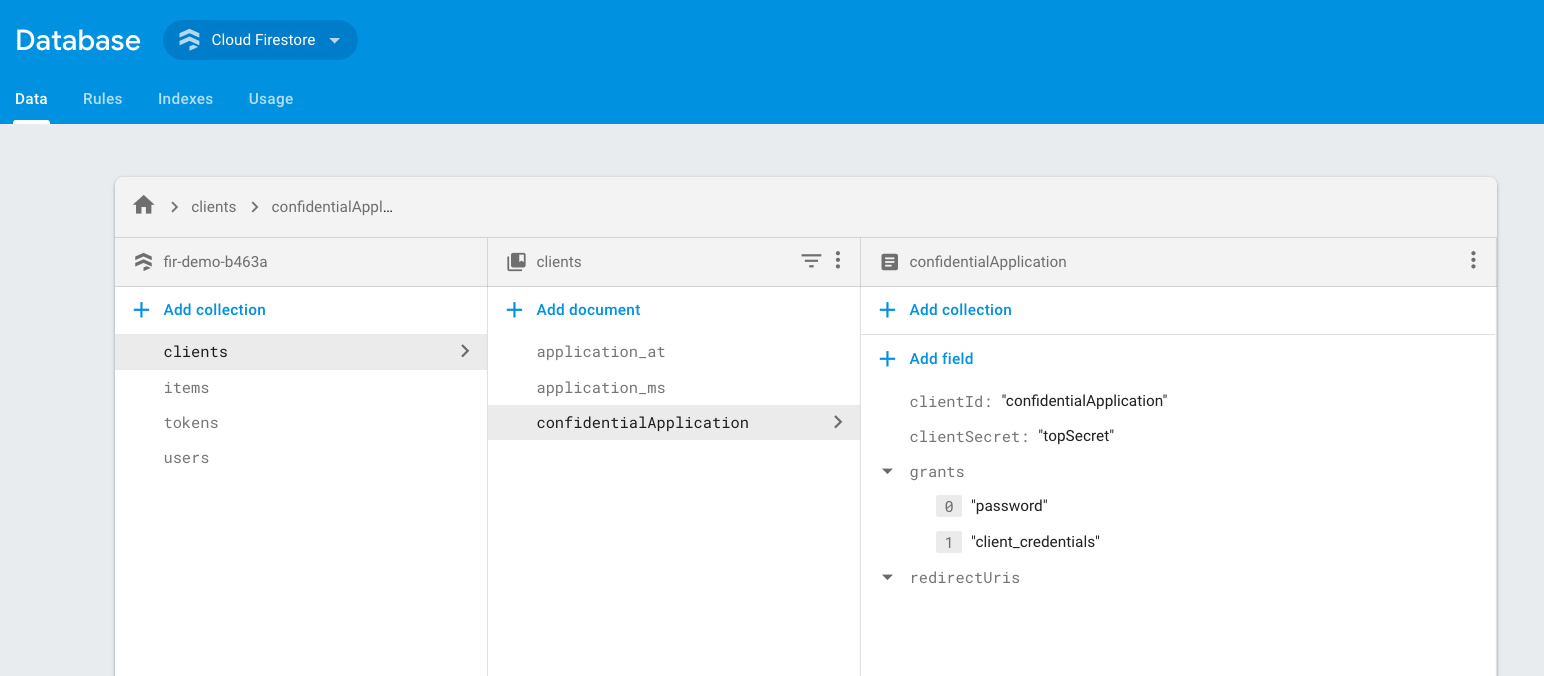 Database Cloud Firestore
Data Rules Indexes Usage
clients confidentialAppl...
fir-demo-b463a
Add collection
clients
items
tokens
users
clients
Add document
application_at
application_ms
confidentialApplication
confidentialApplication
Add collection
Add field
clientId: "confidentialApplication"
clientSecret: "topSecret"
grants
0 "password"
1 "client_credentials"
redirectUris